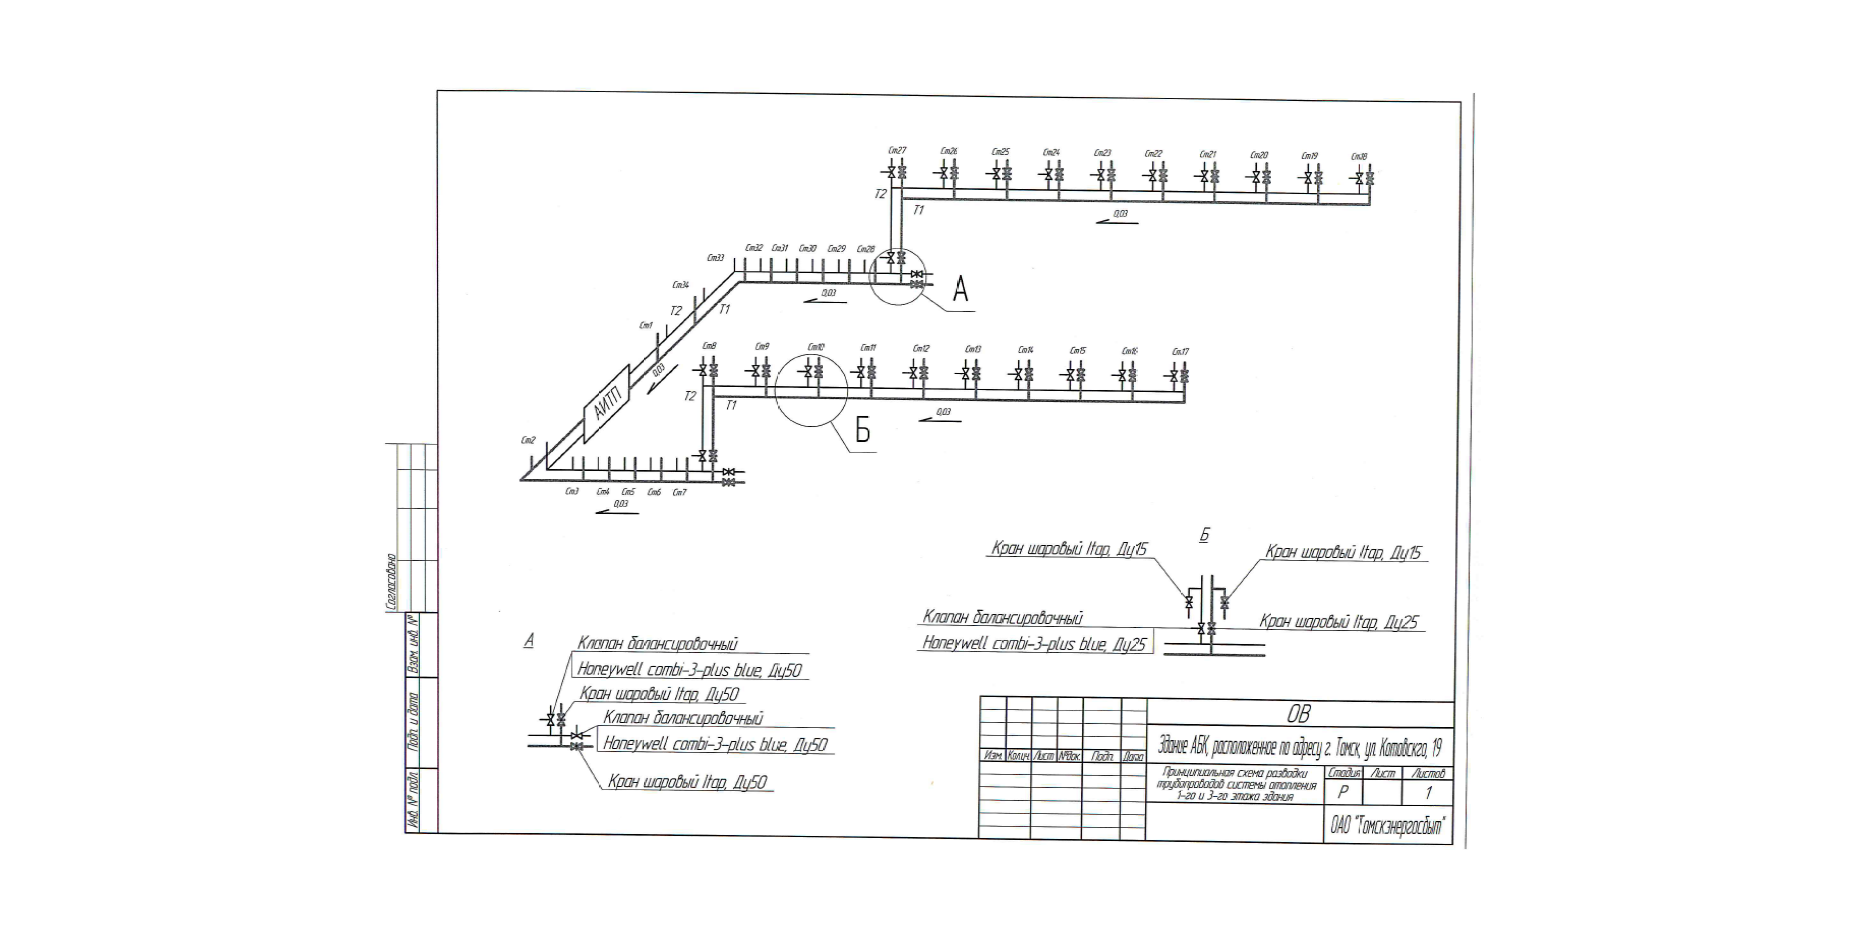 Ст27 Ст26 Ст25 Ст24 Ст23 Ст22 Ст21 Ст20 Ст19 Ст18
Т2
Т1
0,03
Ст33 Ст32 Ст31 Ст30 Ст29 Ст28
А
0,03
Ст34
Т2 Т1
Ст1
0,03
АИТП
Ст8 Ст9 Ст10 Ст11 Ст12 Ст13 Ст14 Ст15 Ст16 Ст17
Т2
Т1
0,03
Б
Ст2
Ст3 Ст4 Ст5 Ст6 Ст7
0,03
Б
Кран шаровый Itap, Ду15
Кран шаровый Itap, Ду15
Клапан балансировочный
Honeywell combi-3-plus blue, Ду25
Кран шаровый Itap, Ду25
А
Клапан балансировочный
Honeywell combi-3-plus blue, Ду50
Кран шаровый Itap, Ду50
Клапан балансировочный
Honeywell combi-3-plus blue, Ду50
Кран шаровый Itap, Ду50
Согласовано
Взам. инв. №
Подп. и дата
Инв. № подл.
ОВ
Здание АБК, расположенное по адресу г. Томск, ул. Котовскго, 19
Изм. Колич. Лист №док. Подп. Дата
Принципиальная схема разводки
трубопроводов системы отопления
1-го и 3-го этажа здания
Стадия Лист Листов
Р 1
ОАО "Томскэнергосбыт"